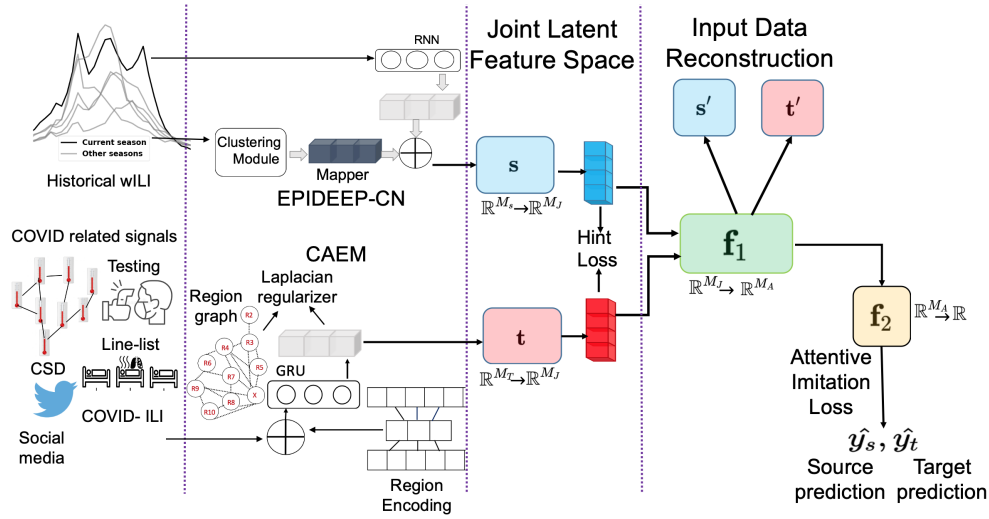 Joint Latent
Feature Space
Input Data
Reconstruction
RNN
Current season
Other seasons
Historical wILI
Clustering
Module
Mapper
EPIDEEP-CN
s
ℝ^{M_s}→ℝ^{M_J}
s′
t′
Hint
Loss
f₁
ℝ^{M_J}→ ℝ^{M_A}
f₂
ℝ^{M_A}→ℝ
COVID related signals
Testing
Line-list
CSD
COVID- ILI
Social
media
CAEM
Laplacian
regularizer
Region
graph
R2
R3
R4
R5
R6
R7
R8
R9
R10
X
GRU
Region
Encoding
t
ℝ^{M_T}→ℝ^{M_J}
Attentive
Imitation
Loss
ŷ_s, ŷ_t
Source
prediction
Target
prediction